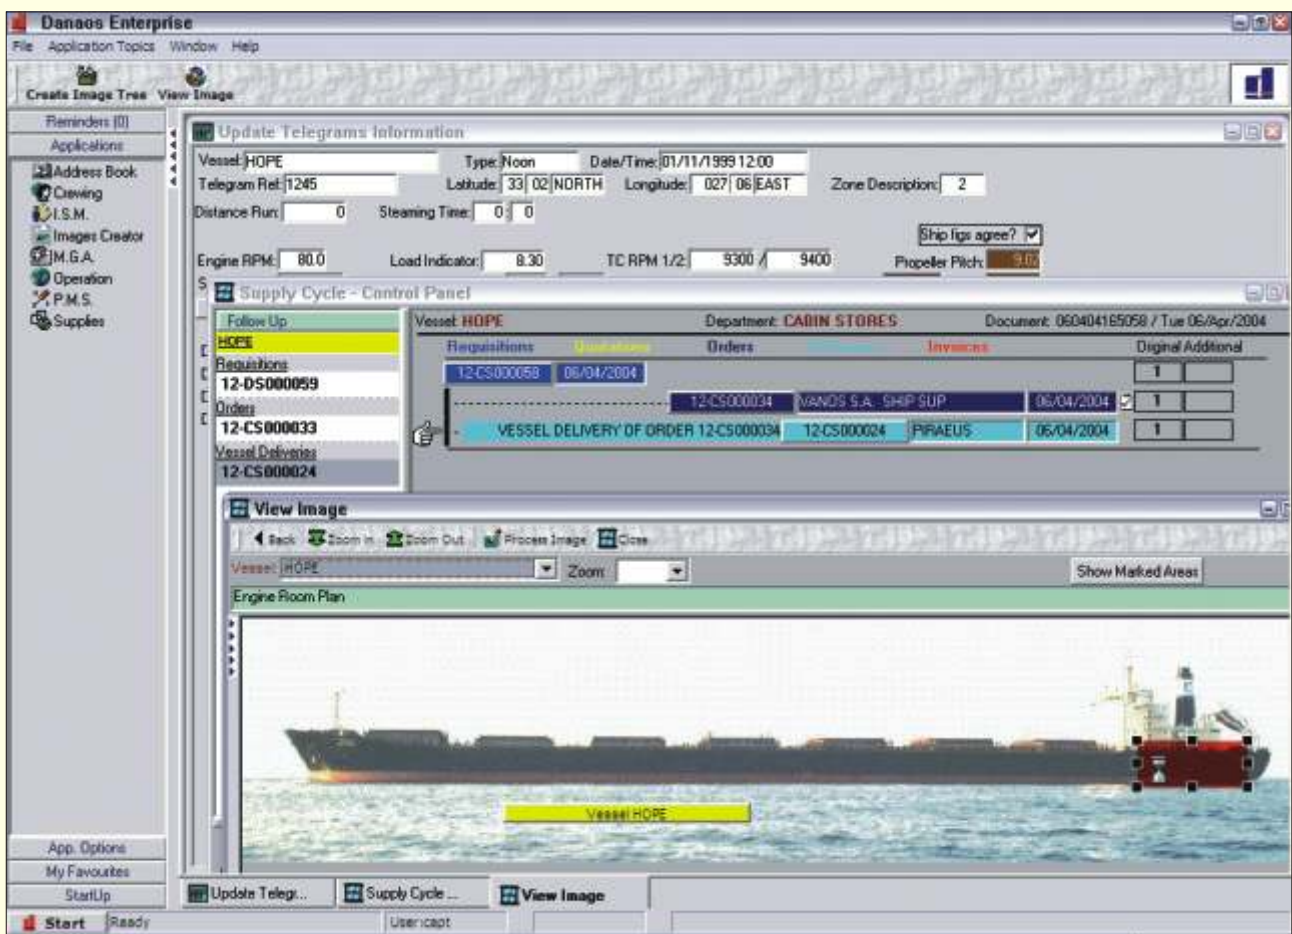 Danaos Enterprise
File Application Topics Window Help
Create Image Tree View Image
Reminders (0)
Applications
Address Book
Crewing
I.S.M.
Images Creator
M.G.A.
Operation
P.M.S.
Supplies
App. Options
My Favourites
StartUp
Update Telegrams Information
Vessel: HOPE Type: Noon Date/Time: 01/11/1999 12:00
Telegram Ref: 1245 Latitude: 33 02 NORTH Longitude: 027 06 EAST Zone Description: 2
Distance Run: 0 Steaming Time: 0 : 0
Ship figs agree?
Engine RPM: 80.0 Load Indicator: 8.30 TC RPM 1/2: 9300 / 9400 Propeller Pitch:
S
Supply Cycle - Control Panel
Follow Up
HOPE
Requisitions
12-DS000059
Orders
12-CS000033
Vessel Deliveries
12-CS000024
Vessel: HOPE Department: CABIN STORES Document: 060404165058 / Tue 06/Apr/2004
Requisitions Quotations Orders Invoices Original Additional
12-CS000058 06/04/2004 1
12-CS000034 VANOS S.A. SHIP SUP 06/04/2004 1
VESSEL DELIVERY OF ORDER 12-CS000034 12-CS000024 PIRAEUS 06/04/2004 1
View Image
Back Zoom In Zoom Out Process Image Close
Vessel: HOPE Zoom: Show Marked Areas
Engine Room Plan
Vessel HOPE
Update Telegr... Supply Cycle ... View Image
Start Ready User:capt